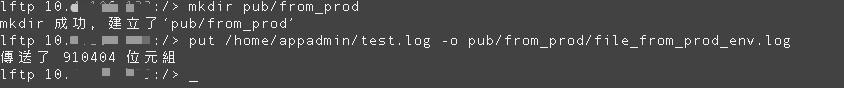 lftp 10. :/> mkdir pub/from_prod
mkdir 成功, 建立了‘pub/from_prod’
lftp 10. :/> put /home/appadmin/test.log -o pub/from_prod/file_from_prod_env.log
傳送了 910404 位元組
lftp 10. :/> _